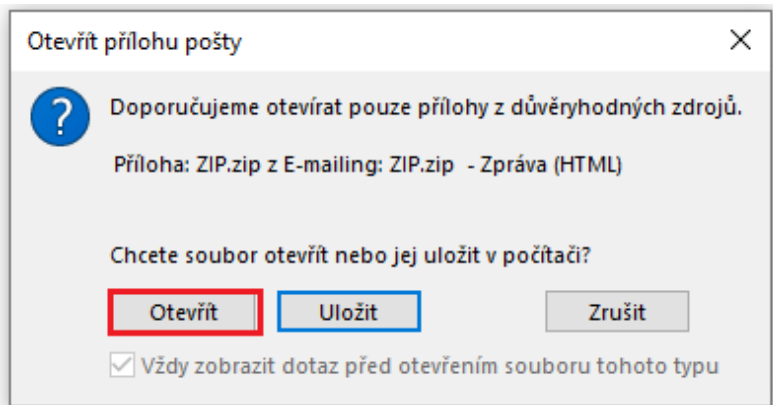 Otevřít přílohu pošty
Doporučujeme otevírat pouze přílohy z důvěryhodných zdrojů.
Příloha: ZIP.zip z E-mailing: ZIP.zip - Zpráva (HTML)
Chcete soubor otevřít nebo jej uložit v počítači?
Otevřít Uložit Zrušit
Vždy zobrazit dotaz před otevřením souboru tohoto typu